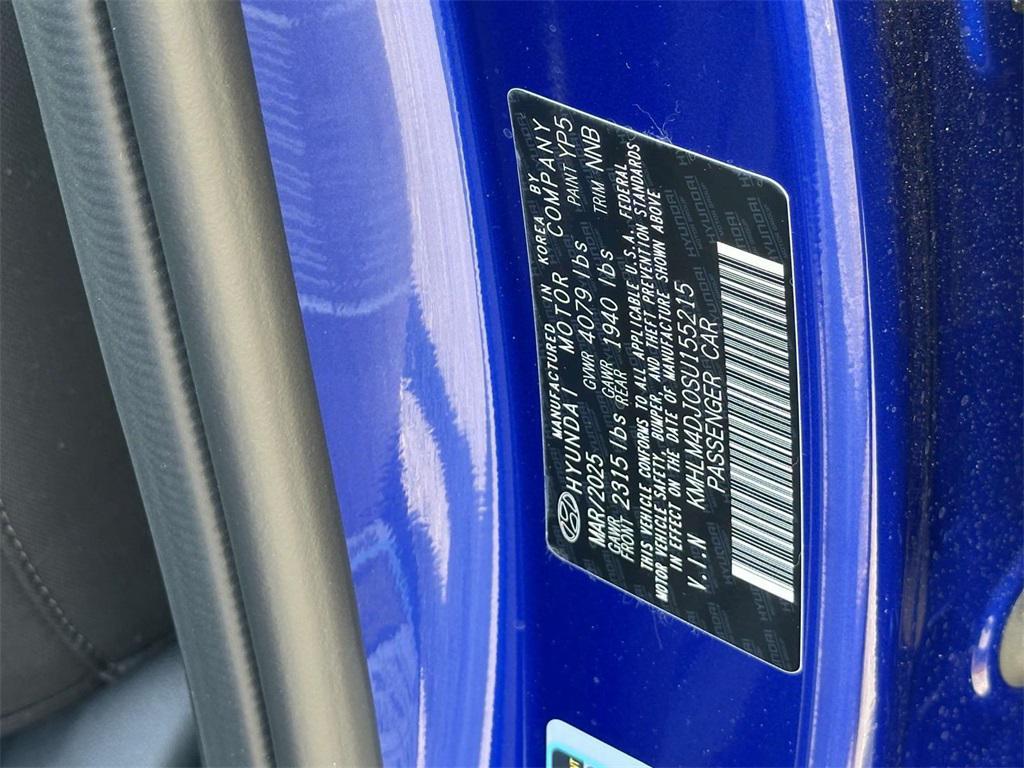 MANUFACTURED IN KOREA BY
HYUNDAI MOTOR COMPANY
MAR/2025 GVWR 4079 lbs PAINT YP5
GAWR FRONT 2315 lbs GAWR REAR 1940 lbs TRIM NNB
THIS VEHICLE CONFORMS TO ALL APPLICABLE U.S.A. FEDERAL
MOTOR VEHICLE SAFETY, BUMPER, AND THEFT PREVENTION STANDARDS
IN EFFECT ON THE DATE OF MANUFACTURE SHOWN ABOVE
V.I.N KMHLM4DJ0SU155215
PASSENGER CAR